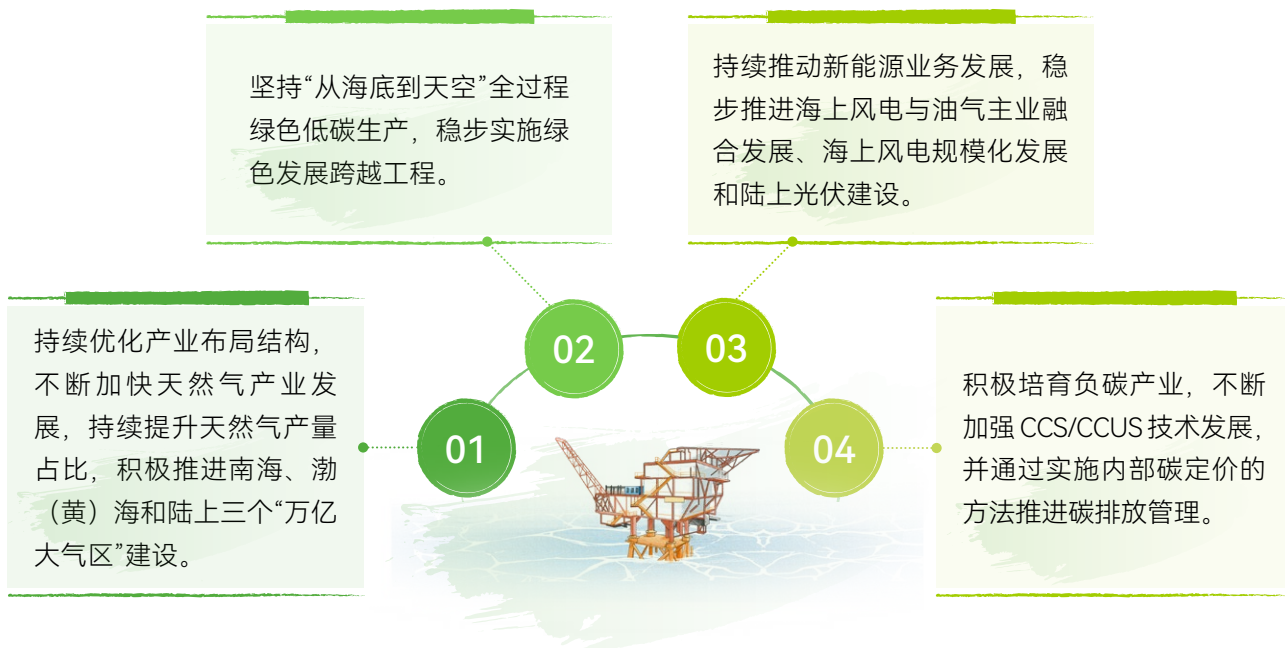 01
持续优化产业布局结构，
不断加快天然气产业发
展，持续提升天然气产量
占比，积极推进南海、渤
（黄）海和陆上三个“万亿
大气区”建设。
02
坚持“从海底到天空”全过程
绿色低碳生产，稳步实施绿
色发展跨越工程。
03
持续推动新能源业务发展，稳
步推进海上风电与油气主业融
合发展、海上风电规模化发展
和陆上光伏建设。
04
积极培育负碳产业，不断
加强 CCS/CCUS 技术发展，
并通过实施内部碳定价的
方法推进碳排放管理。